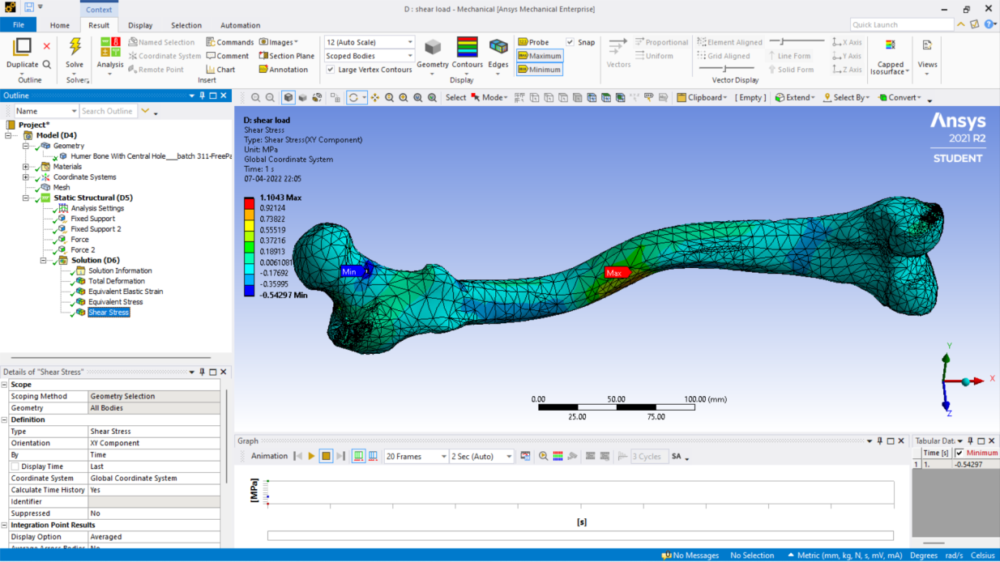 Context
D : shear load - Mechanical [Ansys Mechanical Enterprise]
File Home Result Display Selection Automation
Quick Launch
Duplicate
Outline
Solve
Solver
Analysis
Named Selection
Coordinate System
Remote Point
Commands
Comment
Chart
Images
Section Plane
Annotation
Insert
12 (Auto Scale)
Scoped Bodies
Large Vertex Contours
Geometry
Contours
Edges
Display
Probe
Maximum
Minimum
Snap
Vectors
Proportional
Uniform
Element Aligned
Grid Aligned
Line Form
Solid Form
X Axis
Y Axis
Z Axis
Vector Display
Capped
Isosurface
Views
Outline
Name
Search Outline
Project*
Model (D4)
Geometry
Humer Bone With Central Hole___batch 311-FreePa
Materials
Coordinate Systems
Mesh
Static Structural (D5)
Analysis Settings
Fixed Support
Fixed Support 2
Force
Force 2
Solution (D6)
Solution Information
Total Deformation
Equivalent Elastic Strain
Equivalent Stress
Shear Stress
Select Mode Clipboard [ Empty ] Extend Select By Convert
D: shear load
Shear Stress
Type: Shear Stress(XY Component)
Unit: MPa
Global Coordinate System
Time: 1 s
07-04-2022 22:05
1.1043 Max
0.92124
0.73822
0.55519
0.37216
0.18913
0.0061081
-0.17692
-0.35995
-0.54297 Min
Ansys
2021 R2
STUDENT
Min
Max
0.00 50.00 100.00 (mm)
25.00 75.00
Y
X
Z
Details of "Shear Stress"
Scope
Scoping Method Geometry Selection
Geometry All Bodies
Definition
Type Shear Stress
Orientation XY Component
By Time
Display Time Last
Coordinate System Global Coordinate System
Calculate Time History Yes
Identifier
Suppressed No
Integration Point Results
Display Option Averaged
Average Across Bodies No
Graph
Animation 20 Frames 2 Sec (Auto) 3 Cycles SA
[MPa]
[s]
Tabular Dat
Time [s] Minimum
1 1. -0.54297
No Messages No Selection Metric (mm, kg, N, s, mV, mA) Degrees rad/s Celsius